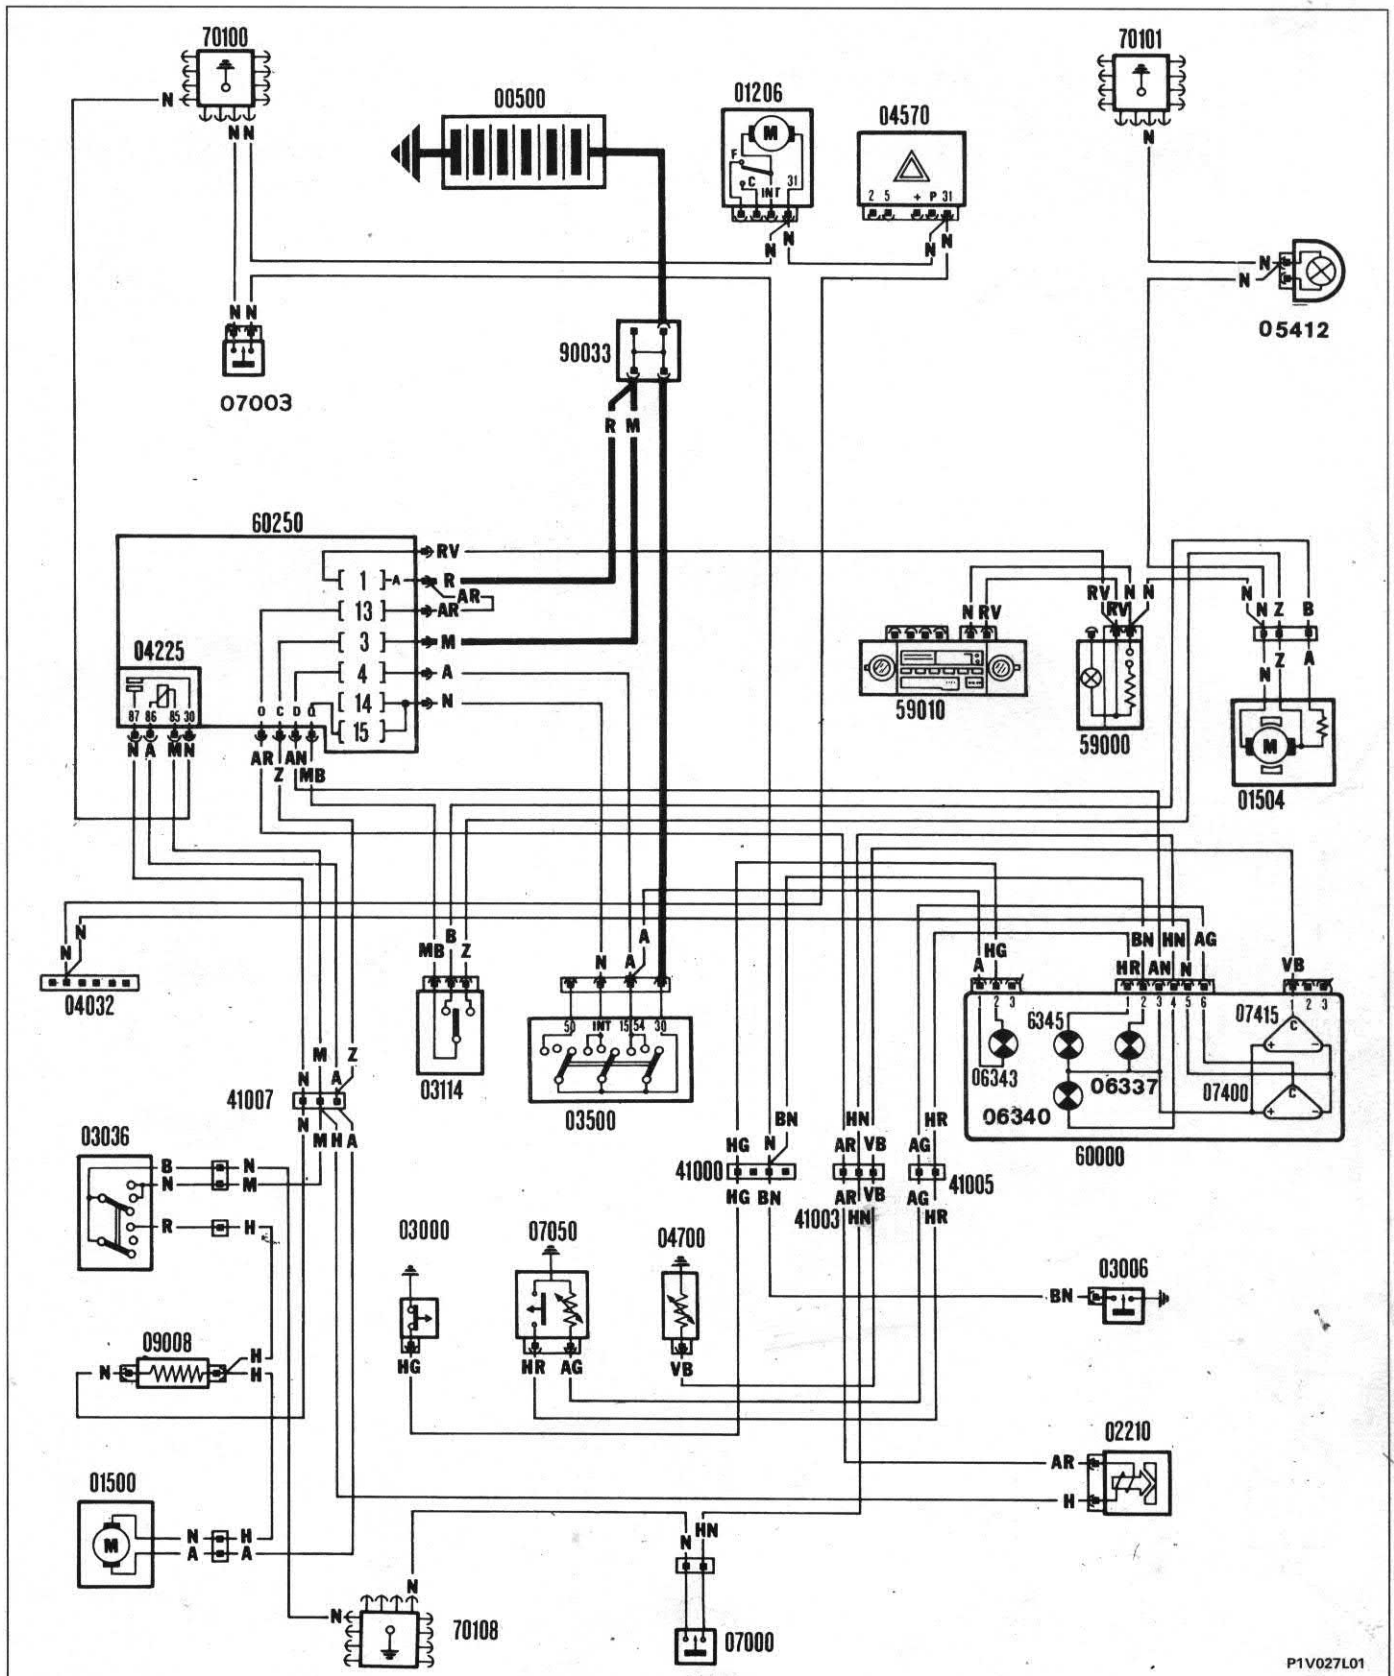 70100
N
N N
00500
01206
M
F
C
INT
31
04570
2 5 + P 31
70101
N
N N
N N
N
N
05412
N N
07003
90033
R M
60250
RV
1
A
R
AR
13
AR
3
M
4
A
14
N
15
04225
87 86 85 30
O C D Q
N A M N
AR
Z
AN
MB
N RV
59010
RV
RV
N
N
59000
N
N Z B
N Z A
M
01504
N
N
04032
MB B Z
03114
N A A
50 INT 15 54 30
03500
A HG
1 2 3
HR BN AN HN N AG
1 2 3 4 5 6
VB
1 2 3
06343
6345
06337
06340
07415
C
+ -
07400
C
+ -
60000
N M A Z
41007
N M H A
03036
B N
N M
R H
HG N BN
41000
HG BN
AR HN VB
41003
AR HN VB
AG HR
41005
AG HR
03000
HG
07050
HR AG
04700
VB
03006
BN
09008
N
H
H
02210
AR
H
01500
M
N H
A A
N
N
70108
N HN
07000
P1V027L01